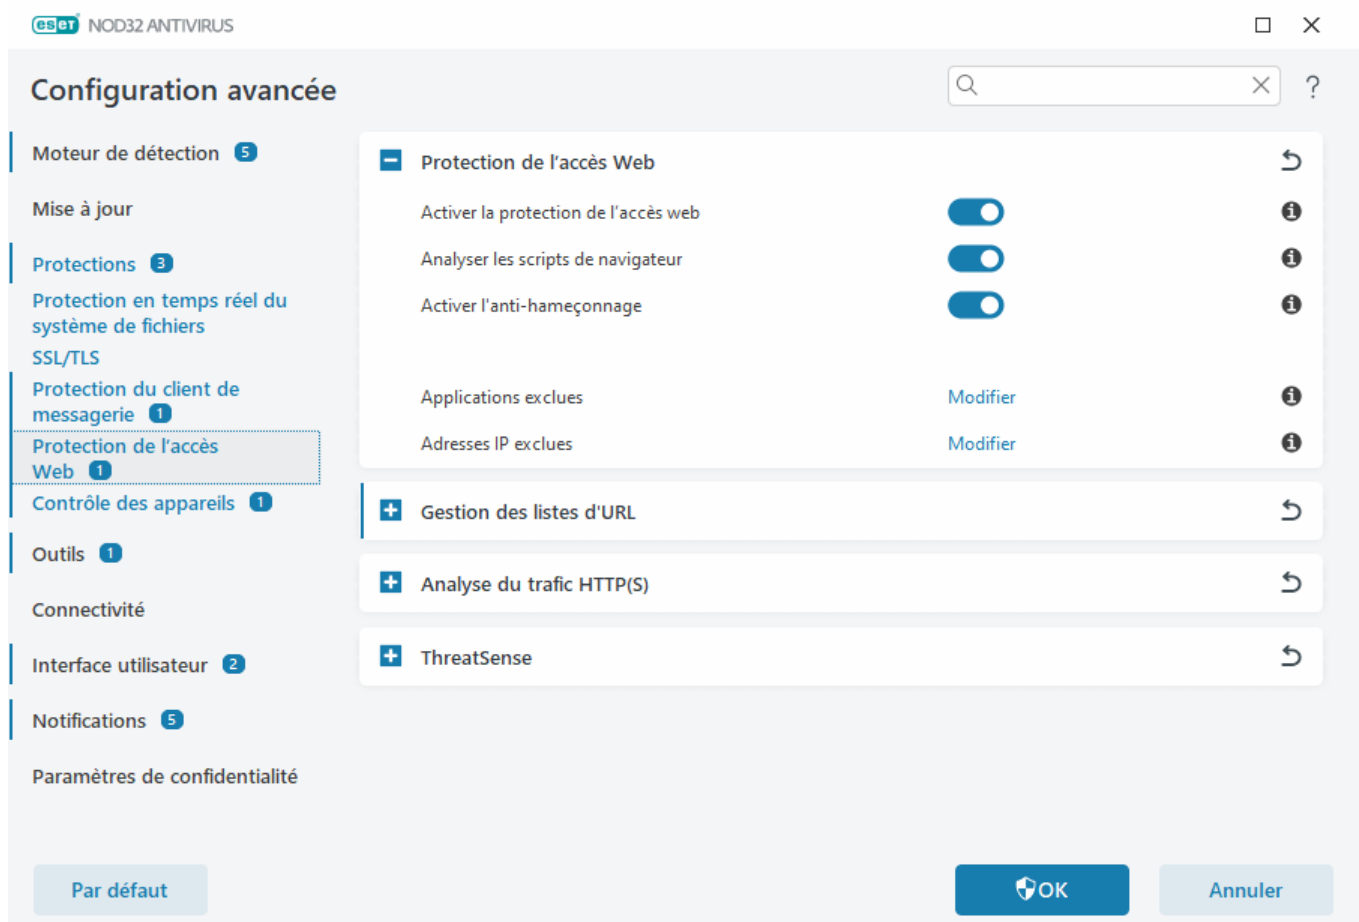 eset NOD32 ANTIVIRUS
Configuration avancée
?
Moteur de détection 5
Mise à jour
Protections 3
Protection en temps réel du
système de fichiers
SSL/TLS
Protection du client de
messagerie 1
Protection de l'accès
Web 1
Contrôle des appareils 1
Outils 1
Connectivité
Interface utilisateur 2
Notifications 5
Paramètres de confidentialité
Protection de l'accès Web
Activer la protection de l'accès web
Analyser les scripts de navigateur
Activer l'anti-hameçonnage
Applications exclues Modifier
Adresses IP exclues Modifier
Gestion des listes d'URL
Analyse du trafic HTTP(S)
ThreatSense
Par défaut
OK
Annuler